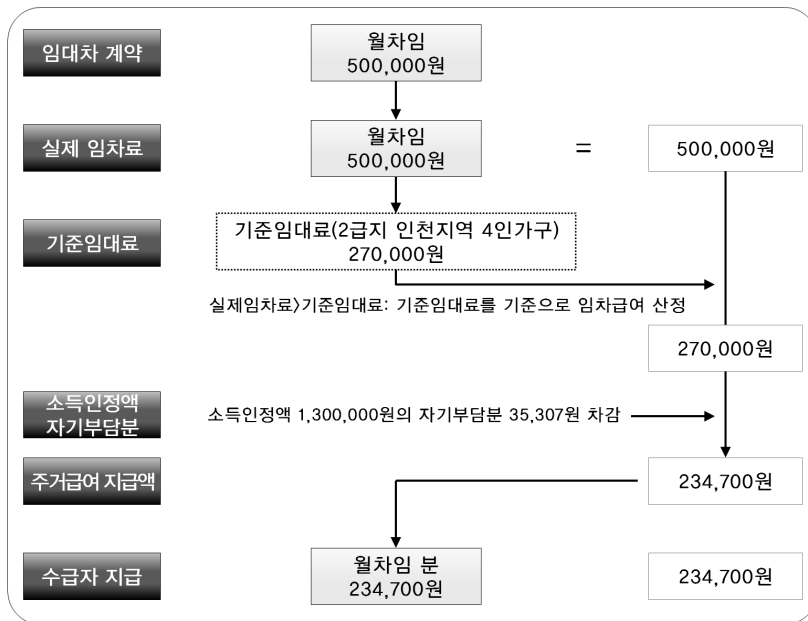 임대차 계약
월차임
500,000원
실제 임차료
월차임
500,000원
=
500,000원
기준임대료
기준임대료(2급지 인천지역 4인가구)
270,000원
실제임차료>기준임대료: 기준임대료를 기준으로 임차급여 산정
270,000원
소득인정액
자기부담분
소득인정액 1,300,000원의 자기부담분 35,307원 차감
주거급여 지급액
234,700원
수급자 지급
월차임 분
234,700원
234,700원